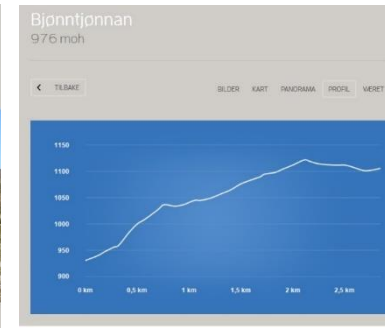 Bjønntjønnan
976 moh
TILBAKE
BILDER KART PANORAMA PROFIL VÆRET
1150
1100
1050
1000
950
900
0 km 0,5 km 1 km 1,5 km 2 km 2,5 km